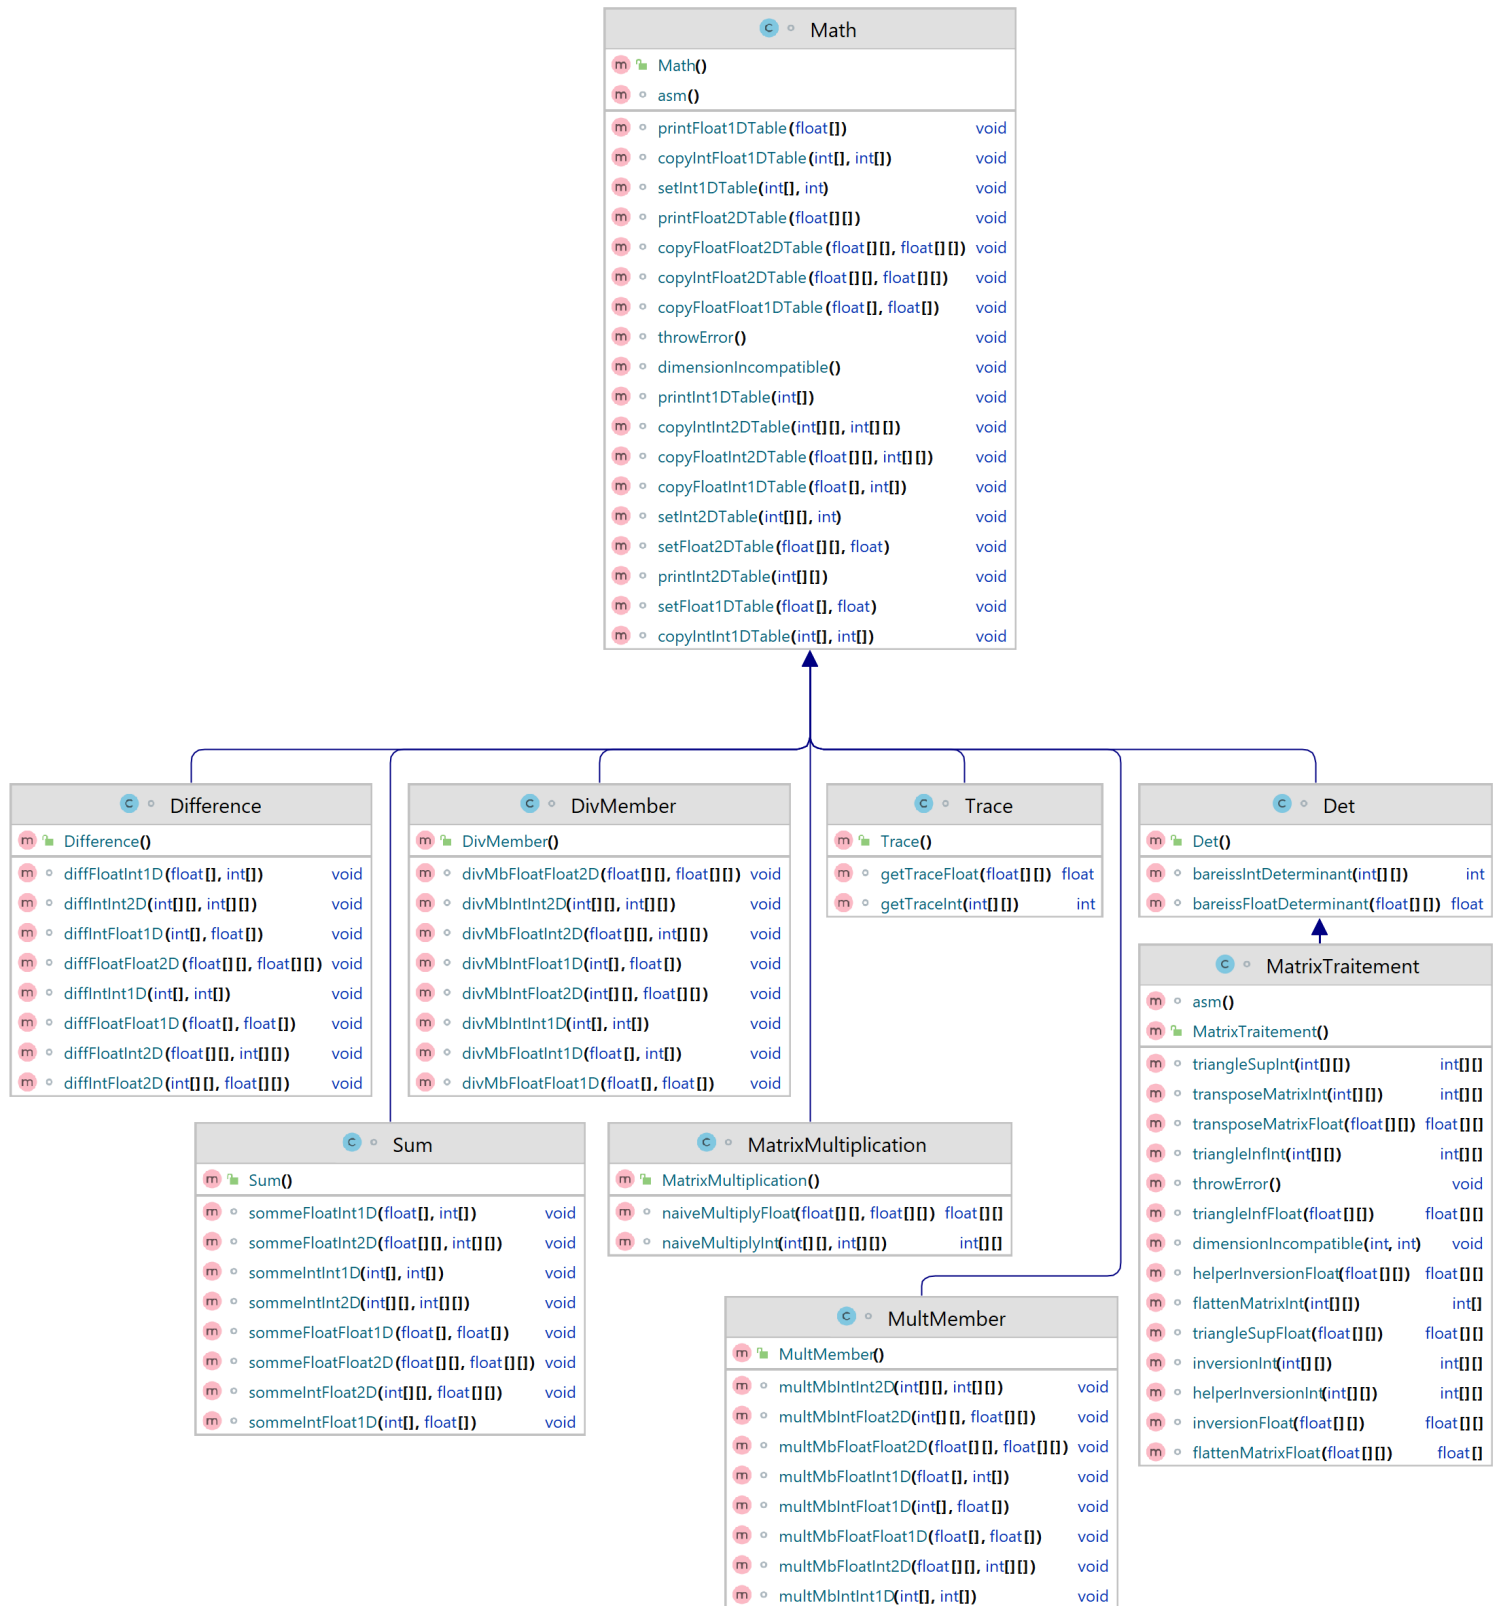 Math
Math()
asm()
printFloat1DTable(float[]) void
copyIntFloat1DTable(int[], int[]) void
setInt1DTable(int[], int) void
printFloat2DTable(float[][]) void
copyFloatFloat2DTable(float[][], float[][]) void
copyIntFloat2DTable(float[][], float[][]) void
copyFloatFloat1DTable(float[], float[]) void
throwError() void
dimensionIncompatible() void
printInt1DTable(int[]) void
copyIntInt2DTable(int[][], int[][]) void
copyFloatInt2DTable(float[][], int[][]) void
copyFloatInt1DTable(float[], int[]) void
setInt2DTable(int[][], int) void
setFloat2DTable(float[][], float) void
printInt2DTable(int[][]) void
setFloat1DTable(float[], float) void
copyIntInt1DTable(int[], int[]) void
Difference
Difference()
diffFloatInt1D(float[], int[]) void
diffIntInt2D(int[][], int[][]) void
diffIntFloat1D(int[], float[]) void
diffFloatFloat2D(float[][], float[][]) void
diffIntInt1D(int[], int[]) void
diffFloatFloat1D(float[], float[]) void
diffFloatInt2D(float[][], int[][]) void
diffIntFloat2D(int[][], float[][]) void
DivMember
DivMember()
divMbFloatFloat2D(float[][], float[][]) void
divMbIntInt2D(int[][], int[][]) void
divMbFloatInt2D(float[][], int[][]) void
divMbIntFloat1D(int[], float[]) void
divMbIntFloat2D(int[][], float[][]) void
divMbIntInt1D(int[], int[]) void
divMbFloatInt1D(float[], int[]) void
divMbFloatFloat1D(float[], float[]) void
Trace
Trace()
getTraceFloat(float[][]) float
getTraceInt(int[][]) int
Det
Det()
bareissIntDeterminant(int[][]) int
bareissFloatDeterminant(float[][]) float
MatrixTraitement
asm()
MatrixTraitement()
triangleSupInt(int[][]) int[][]
transposeMatrixInt(int[][]) int[][]
transposeMatrixFloat(float[][]) float[][]
triangleInfInt(int[][]) int[][]
throwError() void
triangleInfFloat(float[][]) float[][]
dimensionIncompatible(int, int) void
helperInversionFloat(float[][]) float[][]
flattenMatrixInt(int[][]) int[]
triangleSupFloat(float[][]) float[][]
inversionInt(int[][]) int[][]
helperInversionInt(int[][]) int[][]
inversionFloat(float[][]) float[][]
flattenMatrixFloat(float[][]) float[]
Sum
Sum()
sommeFloatInt1D(float[], int[]) void
sommeFloatInt2D(float[][], int[][]) void
sommeIntInt1D(int[], int[]) void
sommeIntInt2D(int[][], int[][]) void
sommeFloatFloat1D(float[], float[]) void
sommeFloatFloat2D(float[][], float[][]) void
sommeIntFloat2D(int[][], float[][]) void
sommeIntFloat1D(int[], float[]) void
MatrixMultiplication
MatrixMultiplication()
naiveMultiplyFloat(float[][], float[][]) float[][]
naiveMultiplyInt(int[][], int[][]) int[][]
MultMember
MultMember()
multMbIntInt2D(int[][], int[][]) void
multMbIntFloat2D(int[][], float[][]) void
multMbFloatFloat2D(float[][], float[][]) void
multMbFloatInt1D(float[], int[]) void
multMbIntFloat1D(int[], float[]) void
multMbFloatFloat1D(float[], float[]) void
multMbFloatInt2D(float[][], int[][]) void
multMbIntInt1D(int[], int[]) void